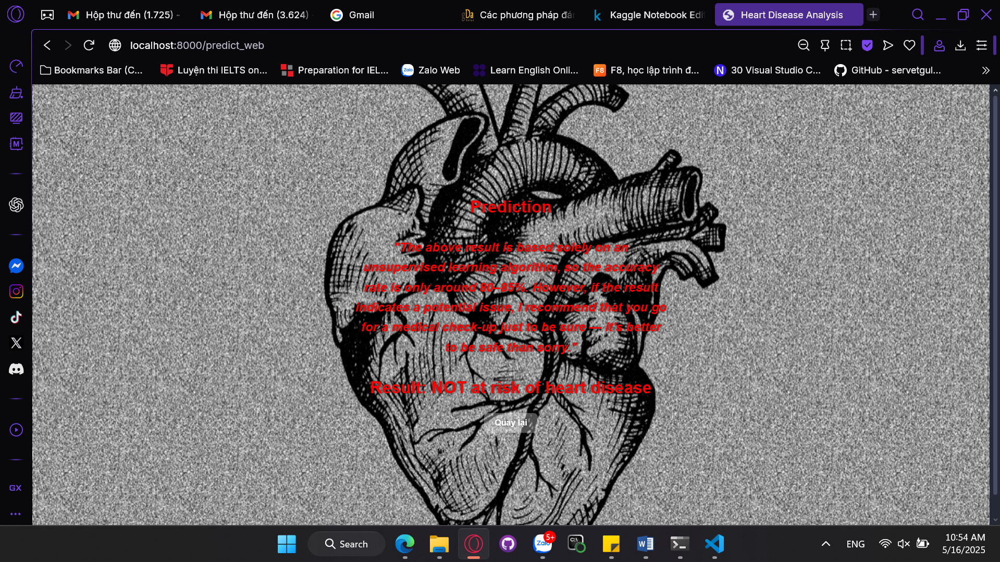 Hộp thư đến (1.725) -
Hộp thư đến (3.624)
Gmail
Các phương pháp đán
Kaggle Notebook Edi
Heart Disease Analysis
localhost:8000/predict_web
Bookmarks Bar (C...
Luyện thi IELTS on...
Preparation for IEL...
Zalo Web
Learn English Onli...
F8
F8, học lập trình đ...
N
30 Visual Studio C...
GitHub - servetgul...
M
GX
Prediction
"The above result is based solely on an
unsupervised learning algorithm, so the accuracy
rate is only around 80–85%. However, if the result
indicates a potential issue, I recommend that you go
for a medical check-up just to be sure — it's better
to be safe than sorry."
Result: NOT at risk of heart disease
Quay lại
Search
Zalo
5+
C:\
W
ENG
10:54 AM
5/16/2025